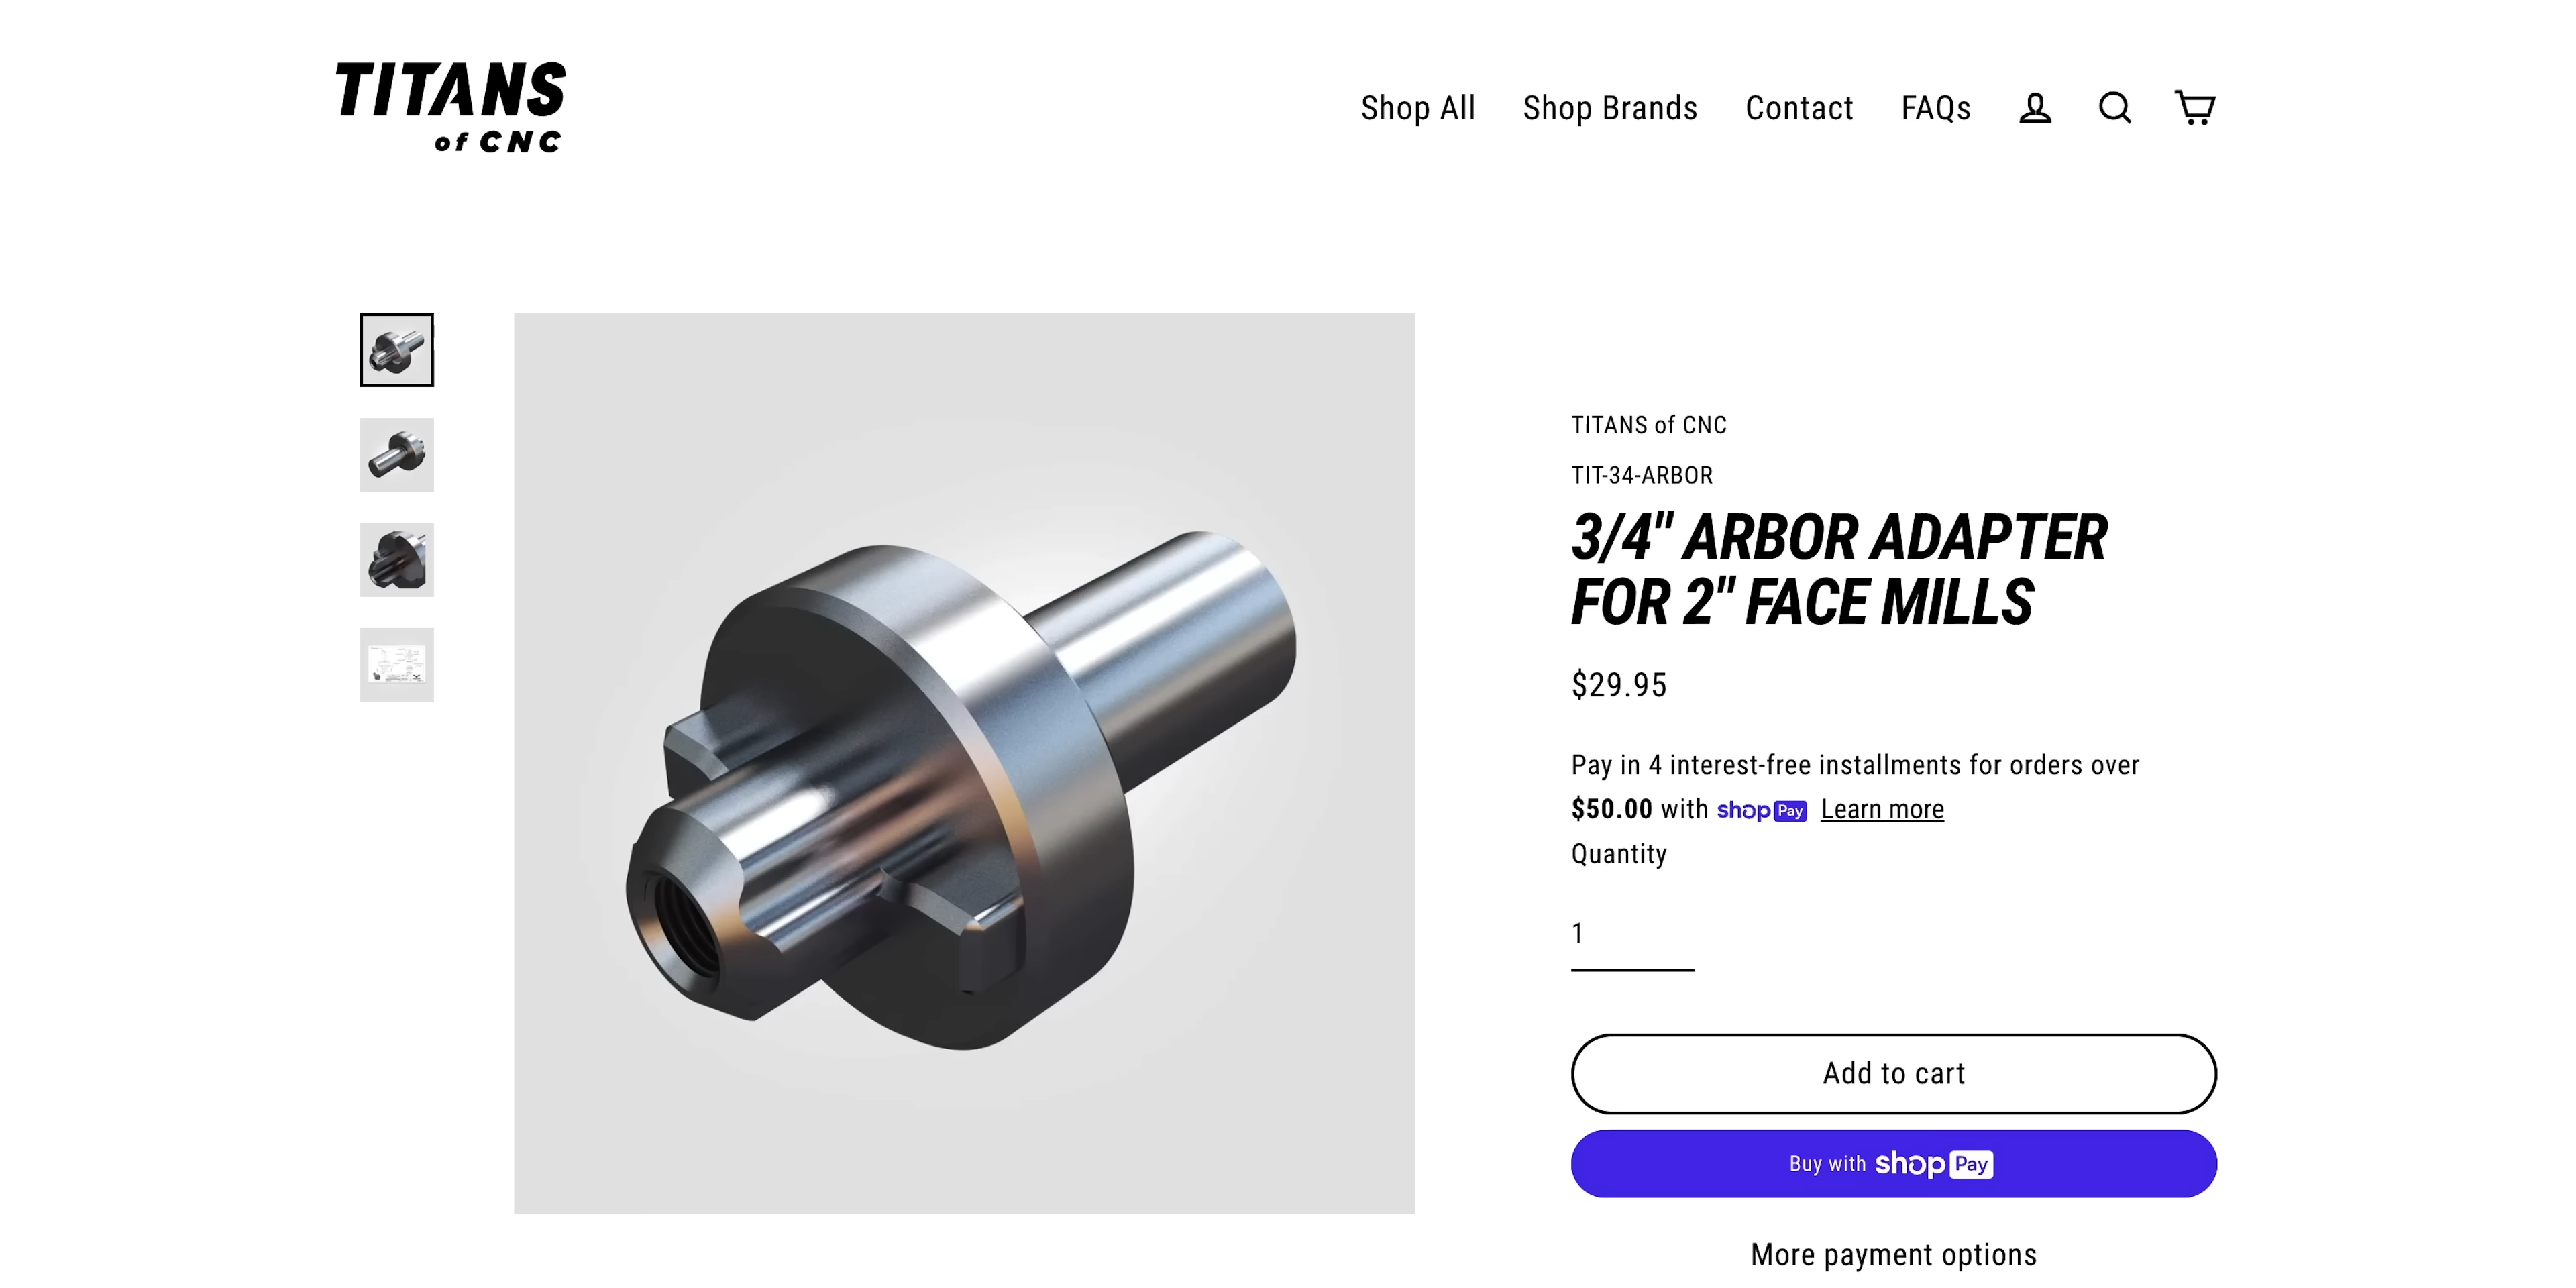 TITANS
of CNC
Shop All Shop Brands Contact FAQs
TITANS of CNC
TIT-34-ARBOR
3/4" ARBOR ADAPTER
FOR 2" FACE MILLS
$29.95
Pay in 4 interest-free installments for orders over
$50.00 with shop Pay Learn more
Quantity
1
Add to cart
Buy with shop Pay
More payment options